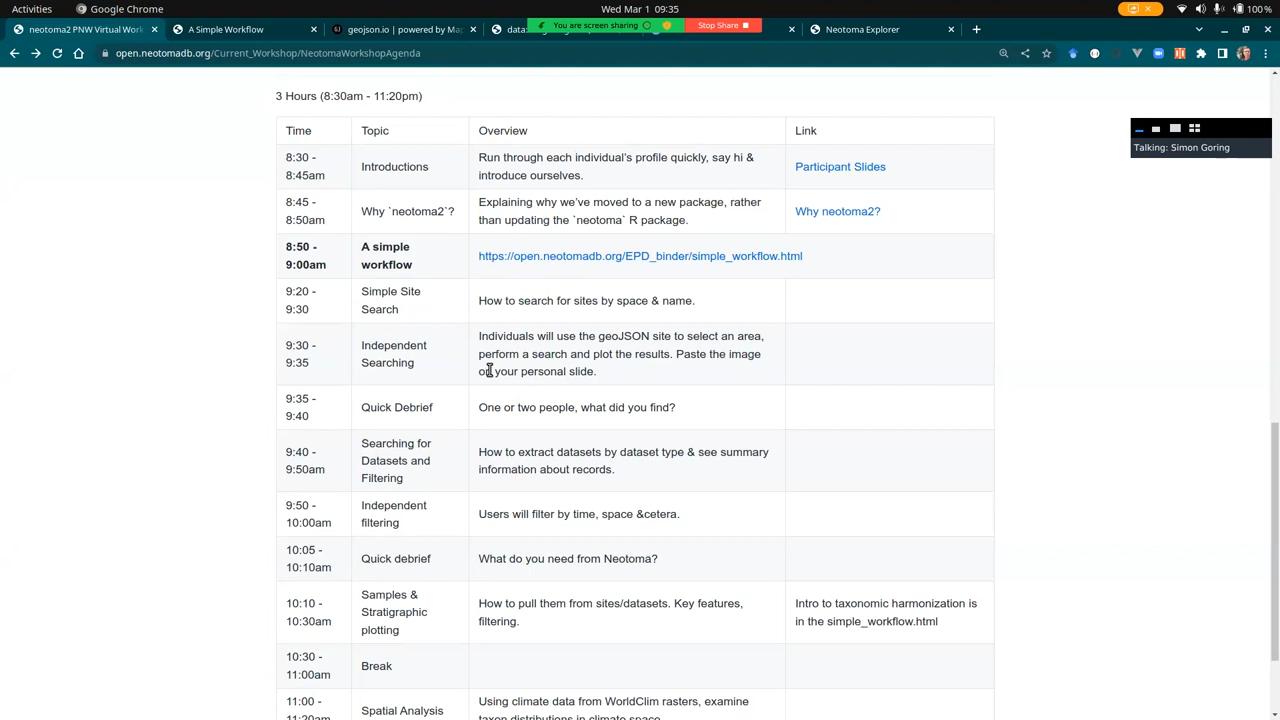 Activities
Google Chrome
Wed Mar 1 09:35
100 %
neotoma2 PNW Virtual Work
A Simple Workflow
geojson.io | powered by Ma
data:
You are screen sharing
Stop Share
Neotoma Explorer
open.neotomadb.org/Current_Workshop/NeotomaWorkshopAgenda
Talking: Simon Goring
3 Hours (8:30am - 11:20pm)
Time
Topic
Overview
Link
8:30 -
8:45am
Introductions
Run through each individual's profile quickly, say hi &
introduce ourselves.
Participant Slides
8:45 -
8:50am
Why `neotoma2`?
Explaining why we've moved to a new package, rather
than updating the `neotoma` R package.
Why neotoma2?
8:50 -
9:00am
A simple
workflow
https://open.neotomadb.org/EPD_binder/simple_workflow.html
9:20 -
9:30
Simple Site
Search
How to search for sites by space & name.
9:30 -
9:35
Independent
Searching
Individuals will use the geoJSON site to select an area,
perform a search and plot the results. Paste the image
on your personal slide.
9:35 -
9:40
Quick Debrief
One or two people, what did you find?
9:40 -
9:50am
Searching for
Datasets and
Filtering
How to extract datasets by dataset type & see summary
information about records.
9:50 -
10:00am
Independent
filtering
Users will filter by time, space &cetera.
10:05 -
10:10am
Quick debrief
What do you need from Neotoma?
10:10 -
10:30am
Samples &
Stratigraphic
plotting
How to pull them from sites/datasets. Key features,
filtering.
Intro to taxonomic harmonization is
in the simple_workflow.html
10:30 -
11:00am
Break
11:00 -
11:20am
Spatial Analysis
Using climate data from WorldClim rasters, examine
taxon distributions in climate space